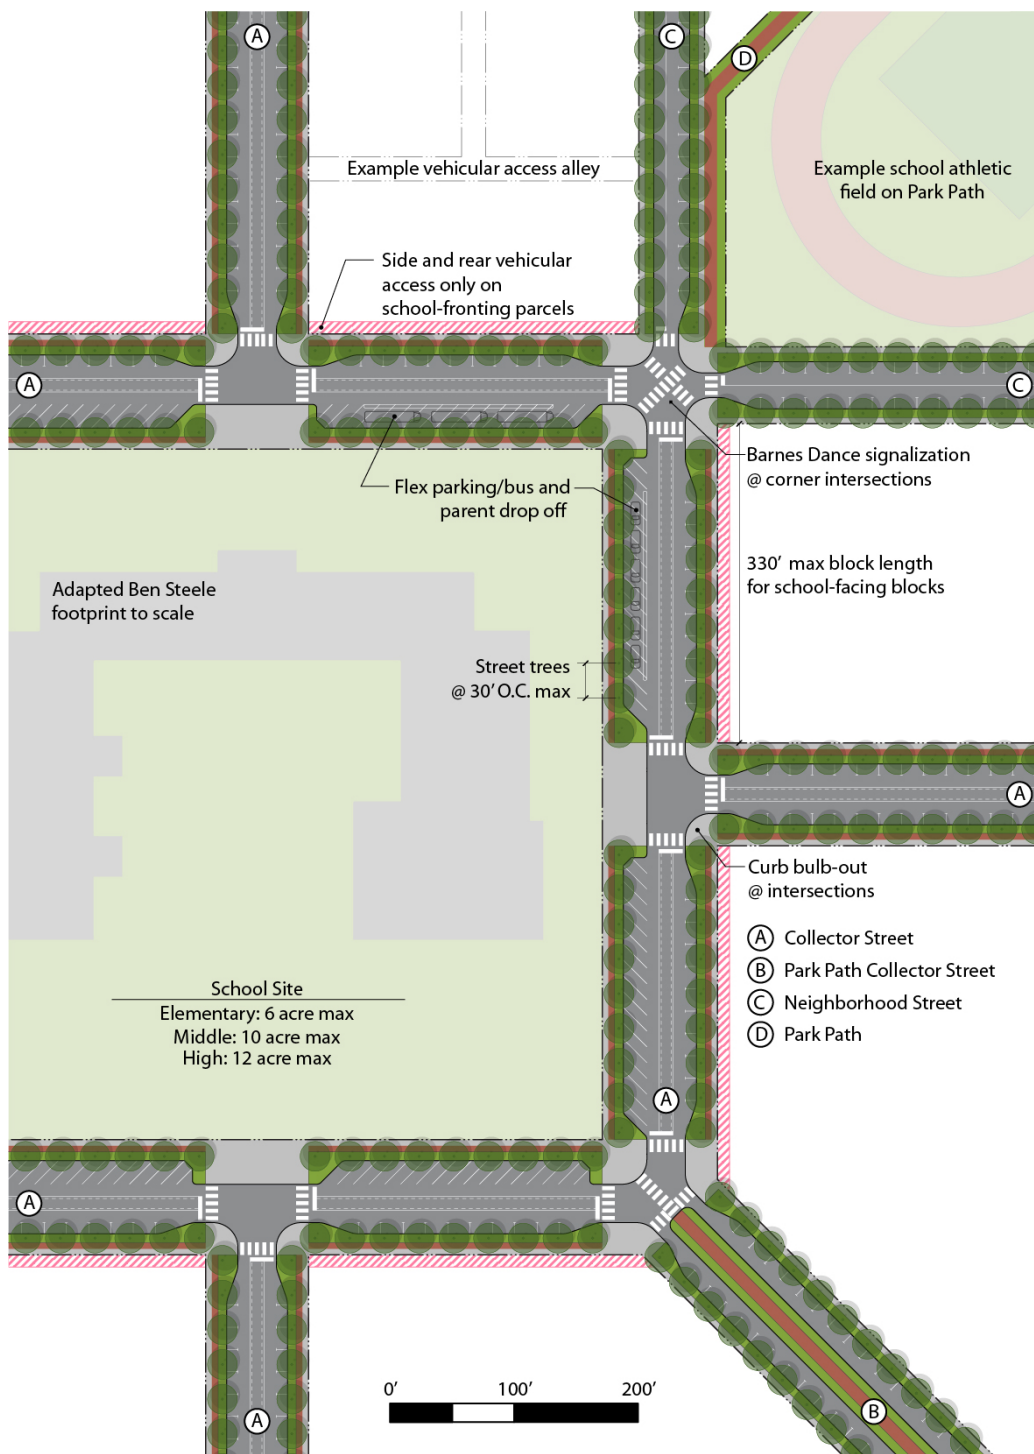 A
C
D
Example vehicular access alley
Example school athletic
field on Park Path
Side and rear vehicular
access only on
school-fronting parcels
A
C
Barnes Dance signalization
@ corner intersections
Flex parking/bus and
parent drop off
330' max block length
for school-facing blocks
Adapted Ben Steele
footprint to scale
Street trees
@ 30' O.C. max
A
Curb bulb-out
@ intersections
A Collector Street
B Park Path Collector Street
C Neighborhood Street
D Park Path
School Site
Elementary: 6 acre max
Middle: 10 acre max
High: 12 acre max
A
A
0' 100' 200'
B
A